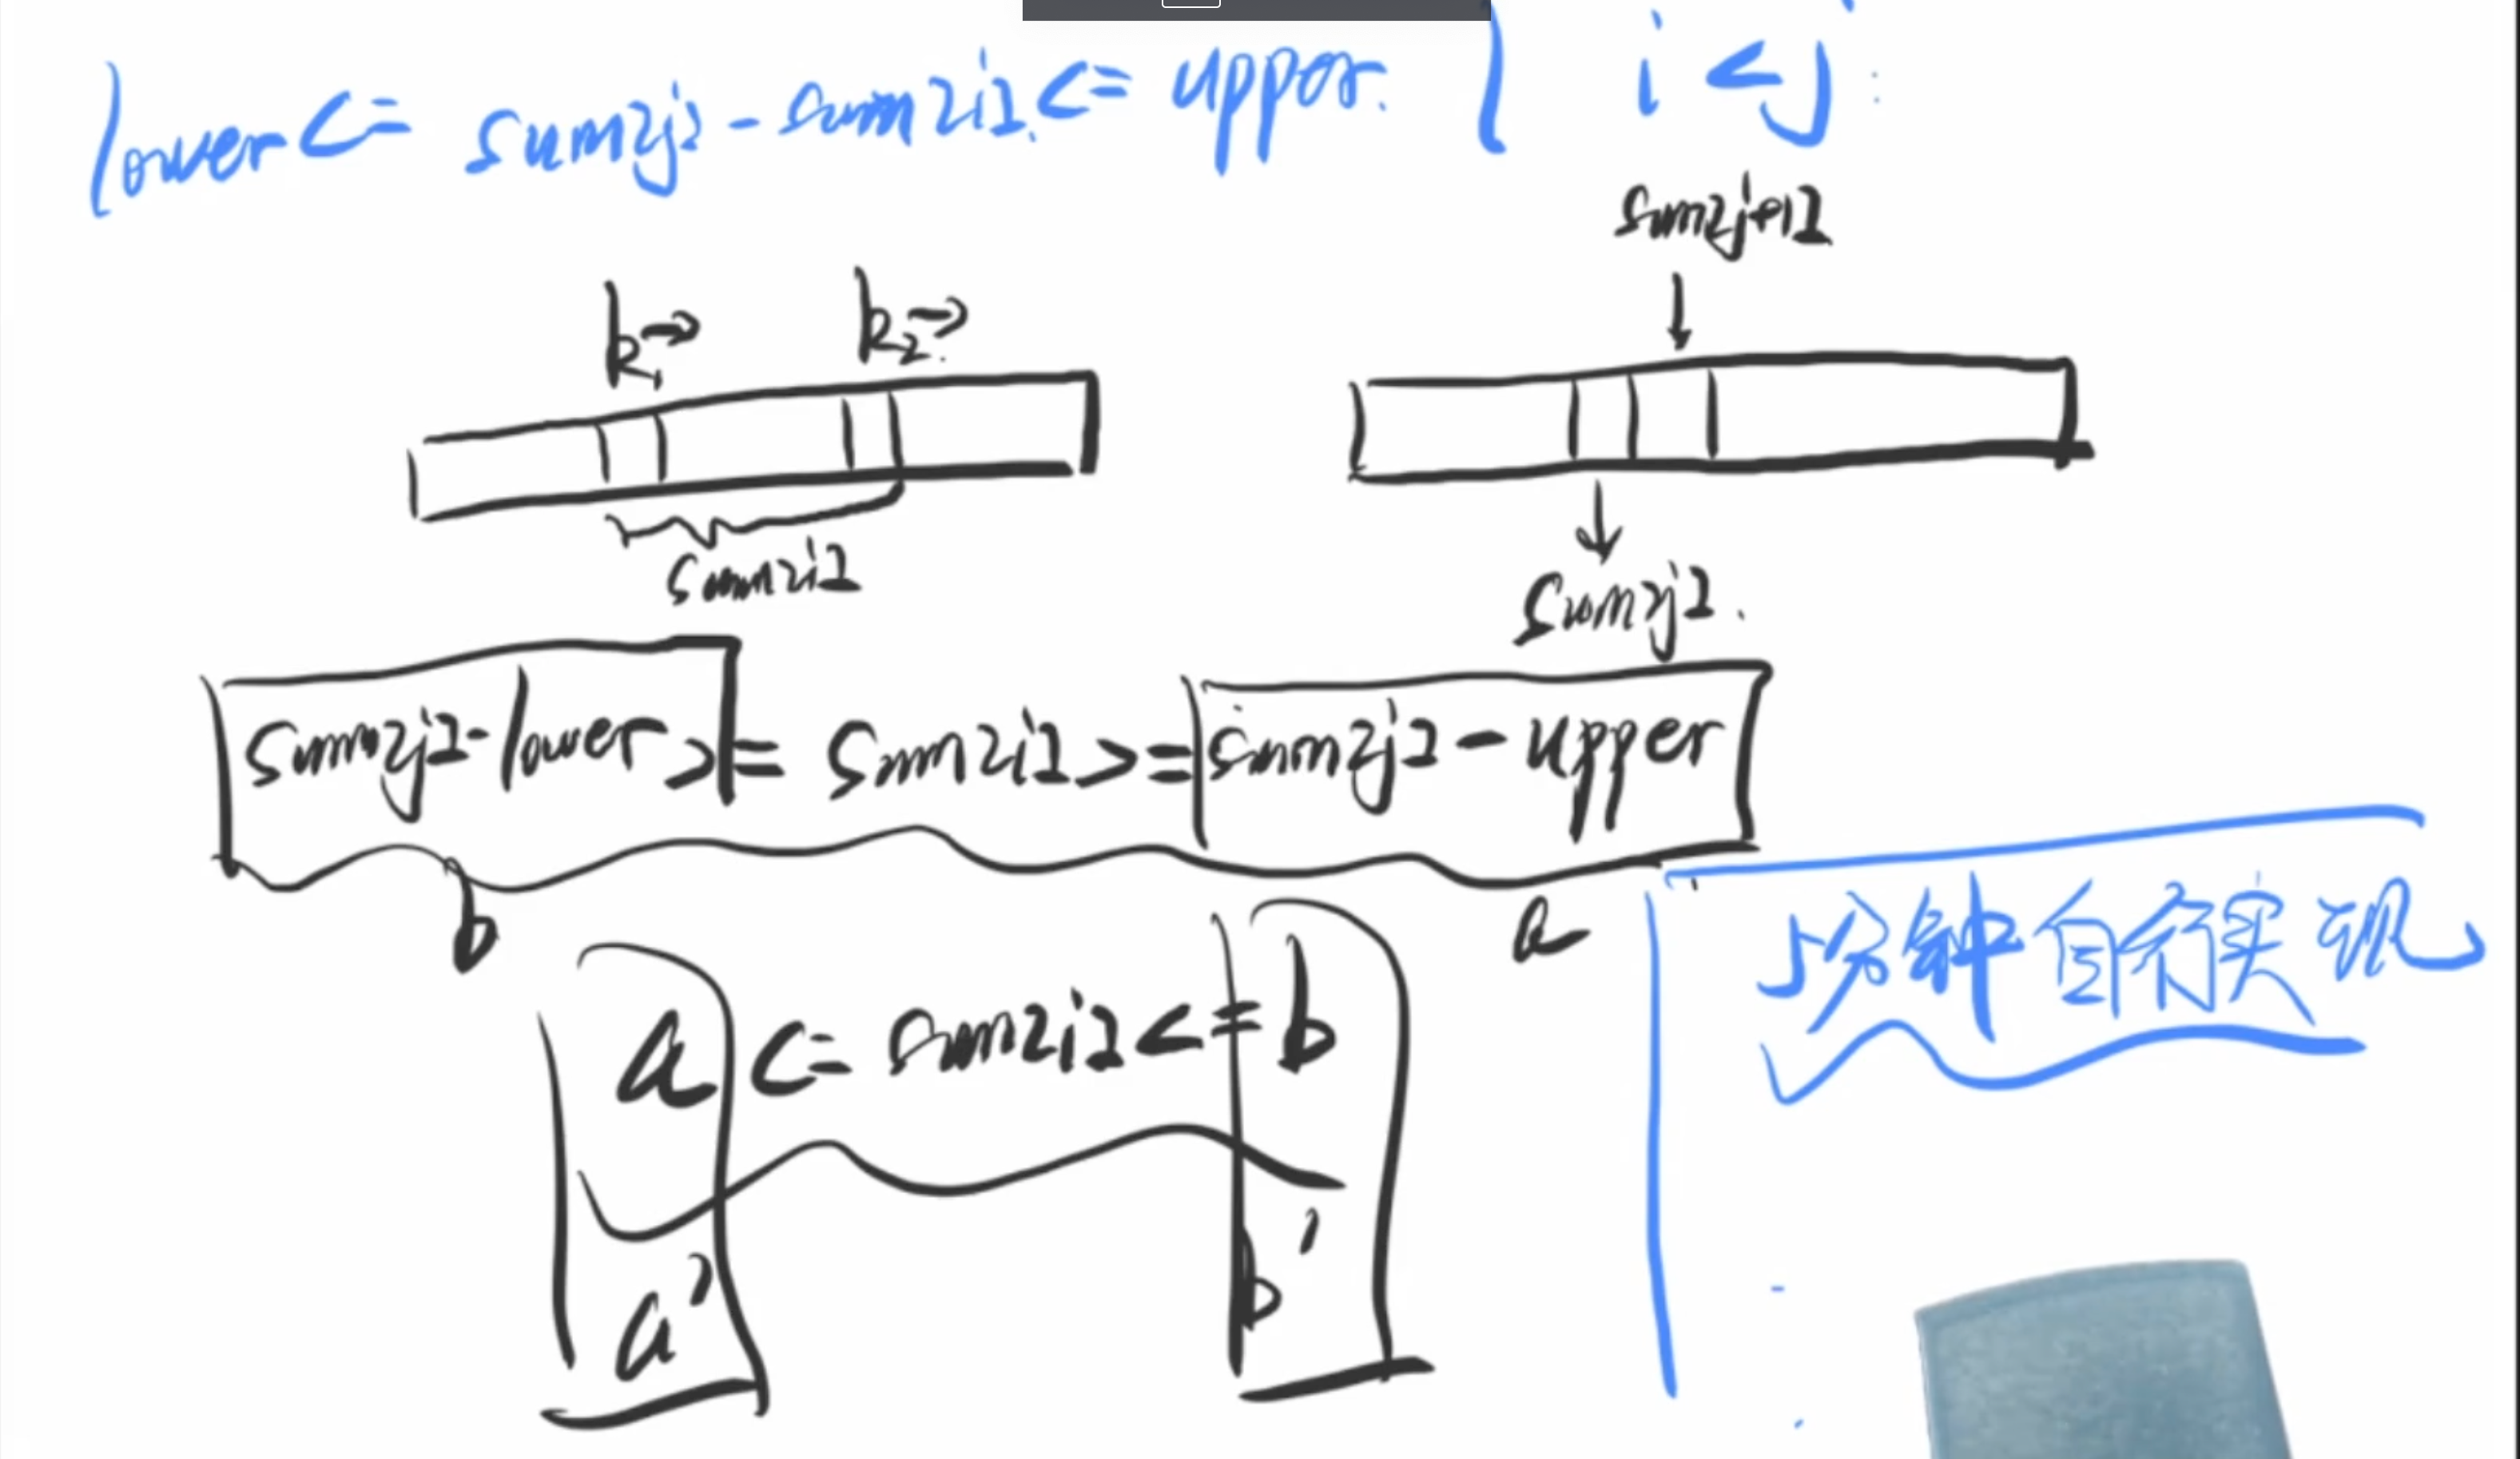 lower <= sum[j] - sum[i] <= uppor. i < j
sum[j+1]
k1 → k2 →
sum[i]
sum[j].
sum[j] - lower >= sum[i] >= sum[j] - upper
b a
a <= sum[i] <= b
a' b'
5分钟自行实现